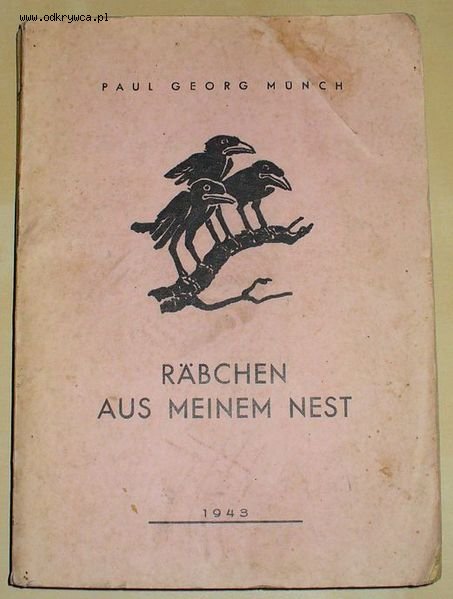 www.odkrywca.pl
PAUL GEORG MÜNCH
RÄBCHEN
AUS MEINEM NEST
1943